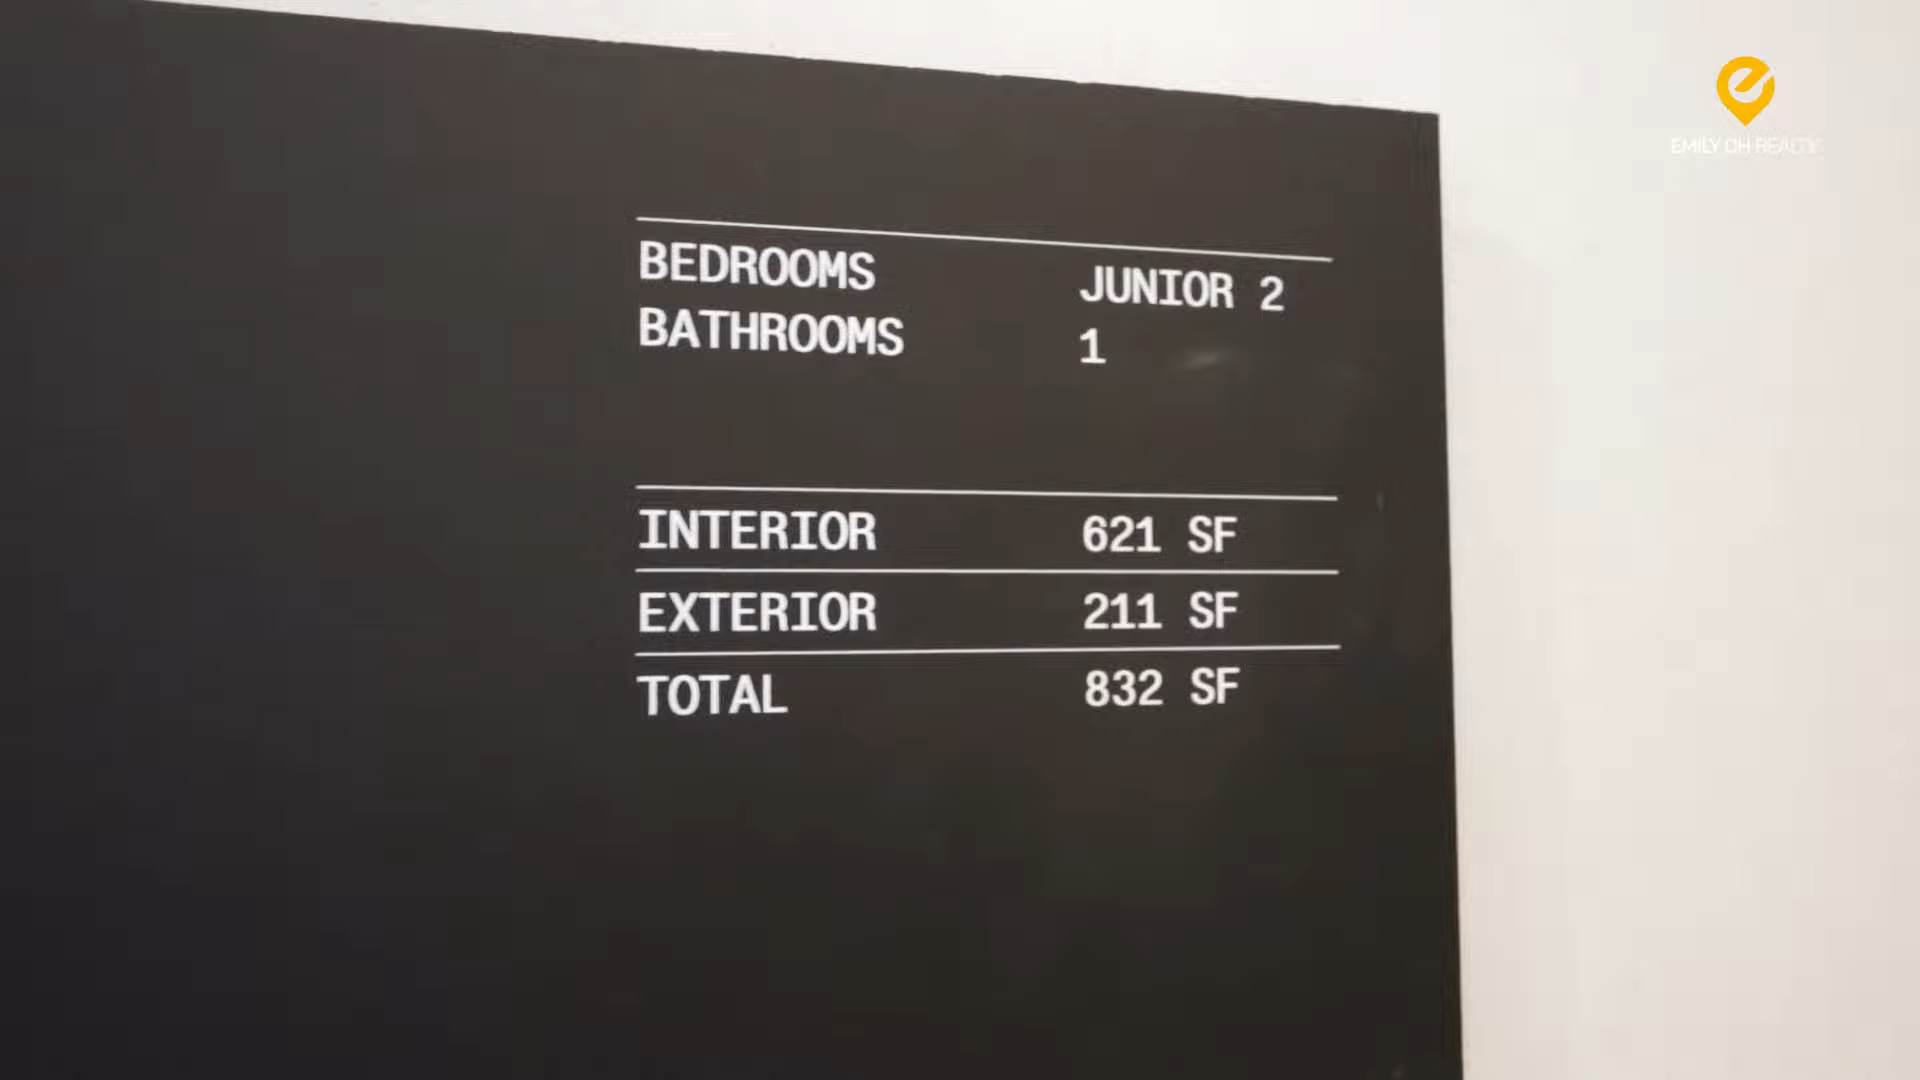 EMILY OH REALTY
BEDROOMS JUNIOR 2
BATHROOMS 1
INTERIOR 621 SF
EXTERIOR 211 SF
TOTAL 832 SF